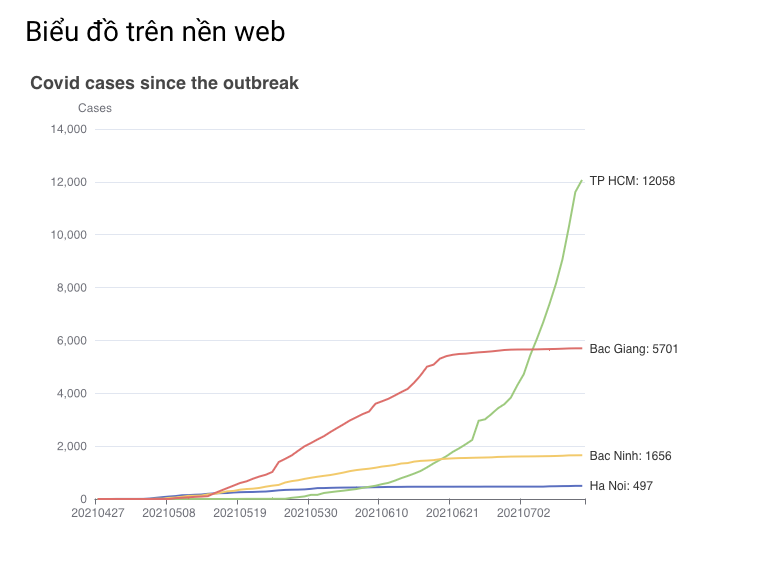 Biểu đồ trên nền web
Covid cases since the outbreak
Cases
14,000
12,000
10,000
8,000
6,000
4,000
2,000
0
TP HCM: 12058
Bac Giang: 5701
Bac Ninh: 1656
Ha Noi: 497
20210427 20210508 20210519 20210530 20210610 20210621 20210702